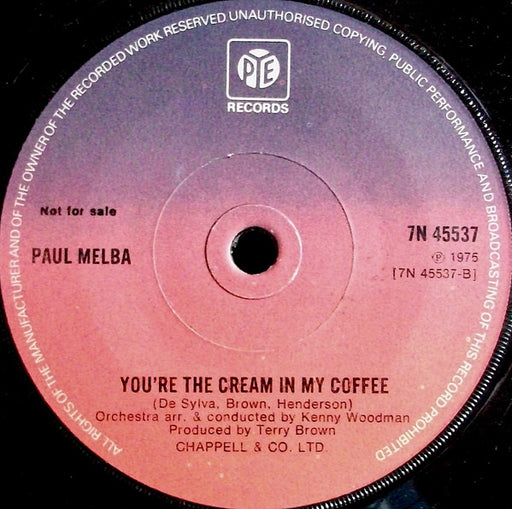 ALL RIGHTS OF THE MANUFACTURER AND OF THE OWNER OF THE RECORDED WORK RESERVED UNAUTHORISED COPYING, PUBLIC PERFORMANCE AND BROADCASTING OF THIS RECORD PROHIBITED
PYE
RECORDS
Not for sale
PAUL MELBA
7N 45537
℗ 1975
[7N 45537-B]
YOU'RE THE CREAM IN MY COFFEE
(De Sylva, Brown, Henderson)
Orchestra arr. & conducted by Kenny Woodman
Produced by Terry Brown
CHAPPELL & CO. LTD.